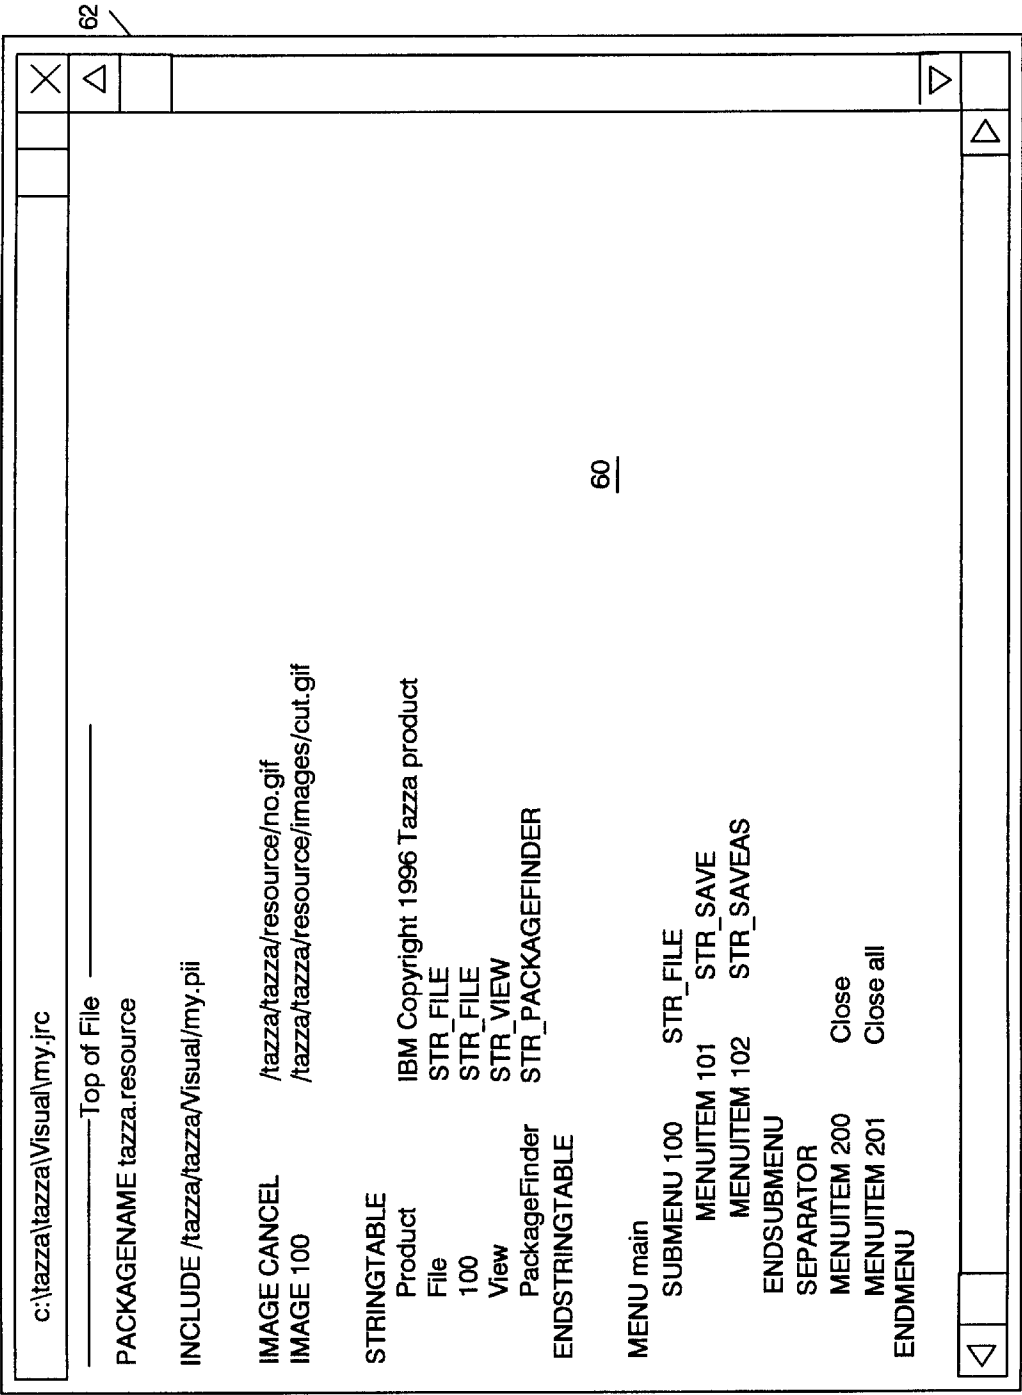 62
c:\tazza\tazza\Visual\my.jrc
Top of File
PACKAGENAME tazza.resource
INCLUDE /tazza/tazza/Visual/my.pii
IMAGE CANCEL /tazza/tazza/resource/no.gif
IMAGE 100 /tazza/tazza/resource/images/cut.gif
STRINGTABLE
Product IBM Copyright 1996 Tazza product
File STR_FILE
100 STR_FILE
View STR_VIEW
PackageFinder STR_PACKAGEFINDER
ENDSTRINGTABLE
60
MENU main
SUBMENU 100 STR_FILE
MENUITEM 101 STR_SAVE
MENUITEM 102 STR_SAVEAS
ENDSUBMENU
SEPARATOR
MENUITEM 200 Close
MENUITEM 201 Close all
ENDMENU